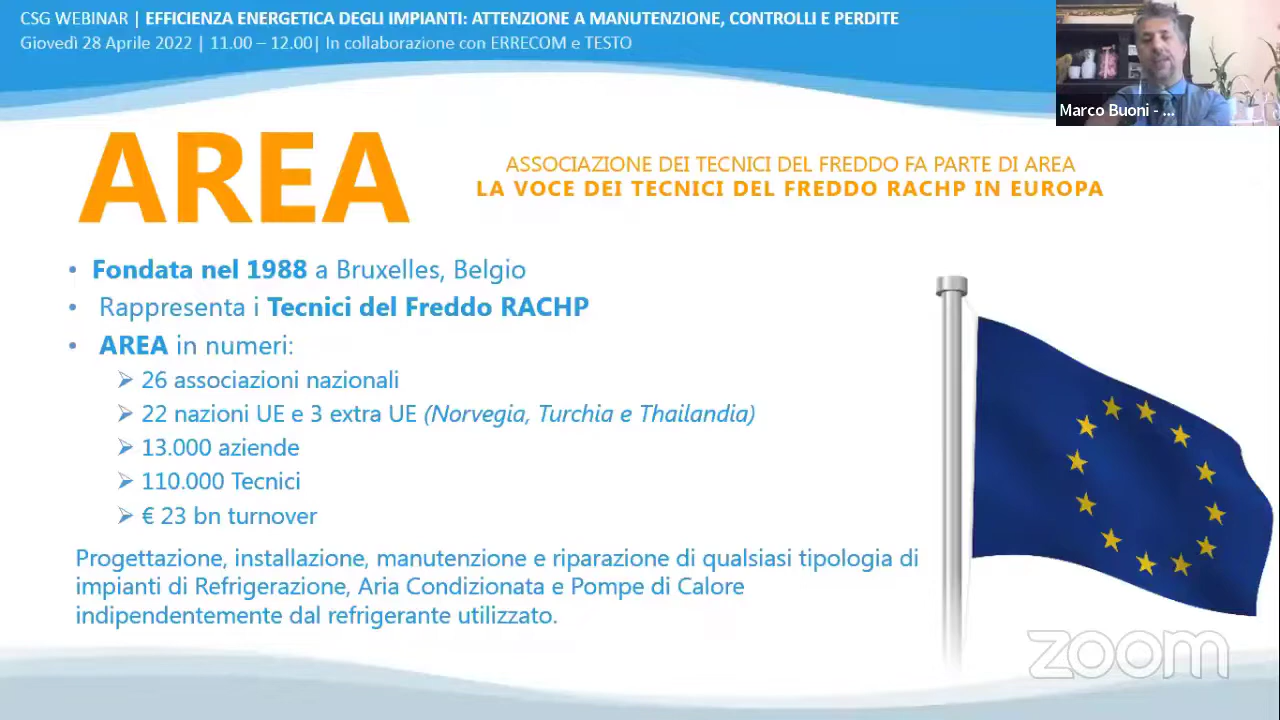 CSG WEBINAR | EFFICIENZA ENERGETICA DEGLI IMPIANTI: ATTENZIONE A MANUTENZIONE, CONTROLLI E PERDITE
Giovedì 28 Aprile 2022 | 11.00 – 12.00| In collaborazione con ERRECOM e TESTO
Marco Buoni - ...
AREA
ASSOCIAZIONE DEI TECNICI DEL FREDDO FA PARTE DI AREA
LA VOCE DEI TECNICI DEL FREDDO RACHP IN EUROPA
• Fondata nel 1988 a Bruxelles, Belgio
• Rappresenta i Tecnici del Freddo RACHP
• AREA in numeri:
➢ 26 associazioni nazionali
➢ 22 nazioni UE e 3 extra UE (Norvegia, Turchia e Thailandia)
➢ 13.000 aziende
➢ 110.000 Tecnici
➢ € 23 bn turnover
Progettazione, installazione, manutenzione e riparazione di qualsiasi tipologia di
impianti di Refrigerazione, Aria Condizionata e Pompe di Calore
indipendentemente dal refrigerante utilizzato.
zoom